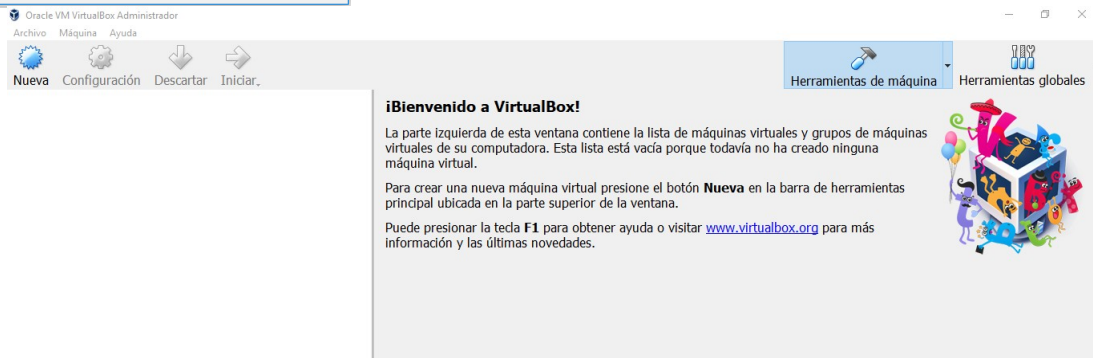 Oracle VM VirtualBox Administrador
Archivo Máquina Ayuda
Nueva Configuración Descartar Iniciar
Herramientas de máquina Herramientas globales
¡Bienvenido a VirtualBox!
La parte izquierda de esta ventana contiene la lista de máquinas virtuales y grupos de máquinas
virtuales de su computadora. Esta lista está vacía porque todavía no ha creado ninguna
máquina virtual.
Para crear una nueva máquina virtual presione el botón Nueva en la barra de herramientas
principal ubicada en la parte superior de la ventana.
Puede presionar la tecla F1 para obtener ayuda o visitar www.virtualbox.org para más
información y las últimas novedades.